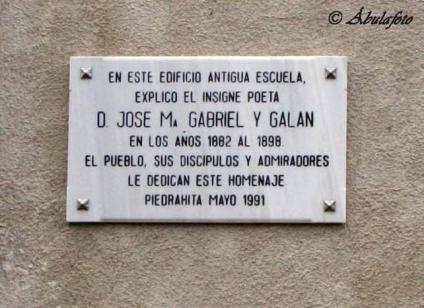 © Ábulafoto
EN ESTE EDIFICIO ANTIGUA ESCUELA,
EXPLICO EL INSIGNE POETA
D. JOSE Mª GABRIEL Y GALAN
EN LOS AÑOS 1882 AL 1898.
EL PUEBLO, SUS DISCIPULOS Y ADMIRADORES
LE DEDICAN ESTE HOMENAJE
PIEDRAHITA MAYO 1991